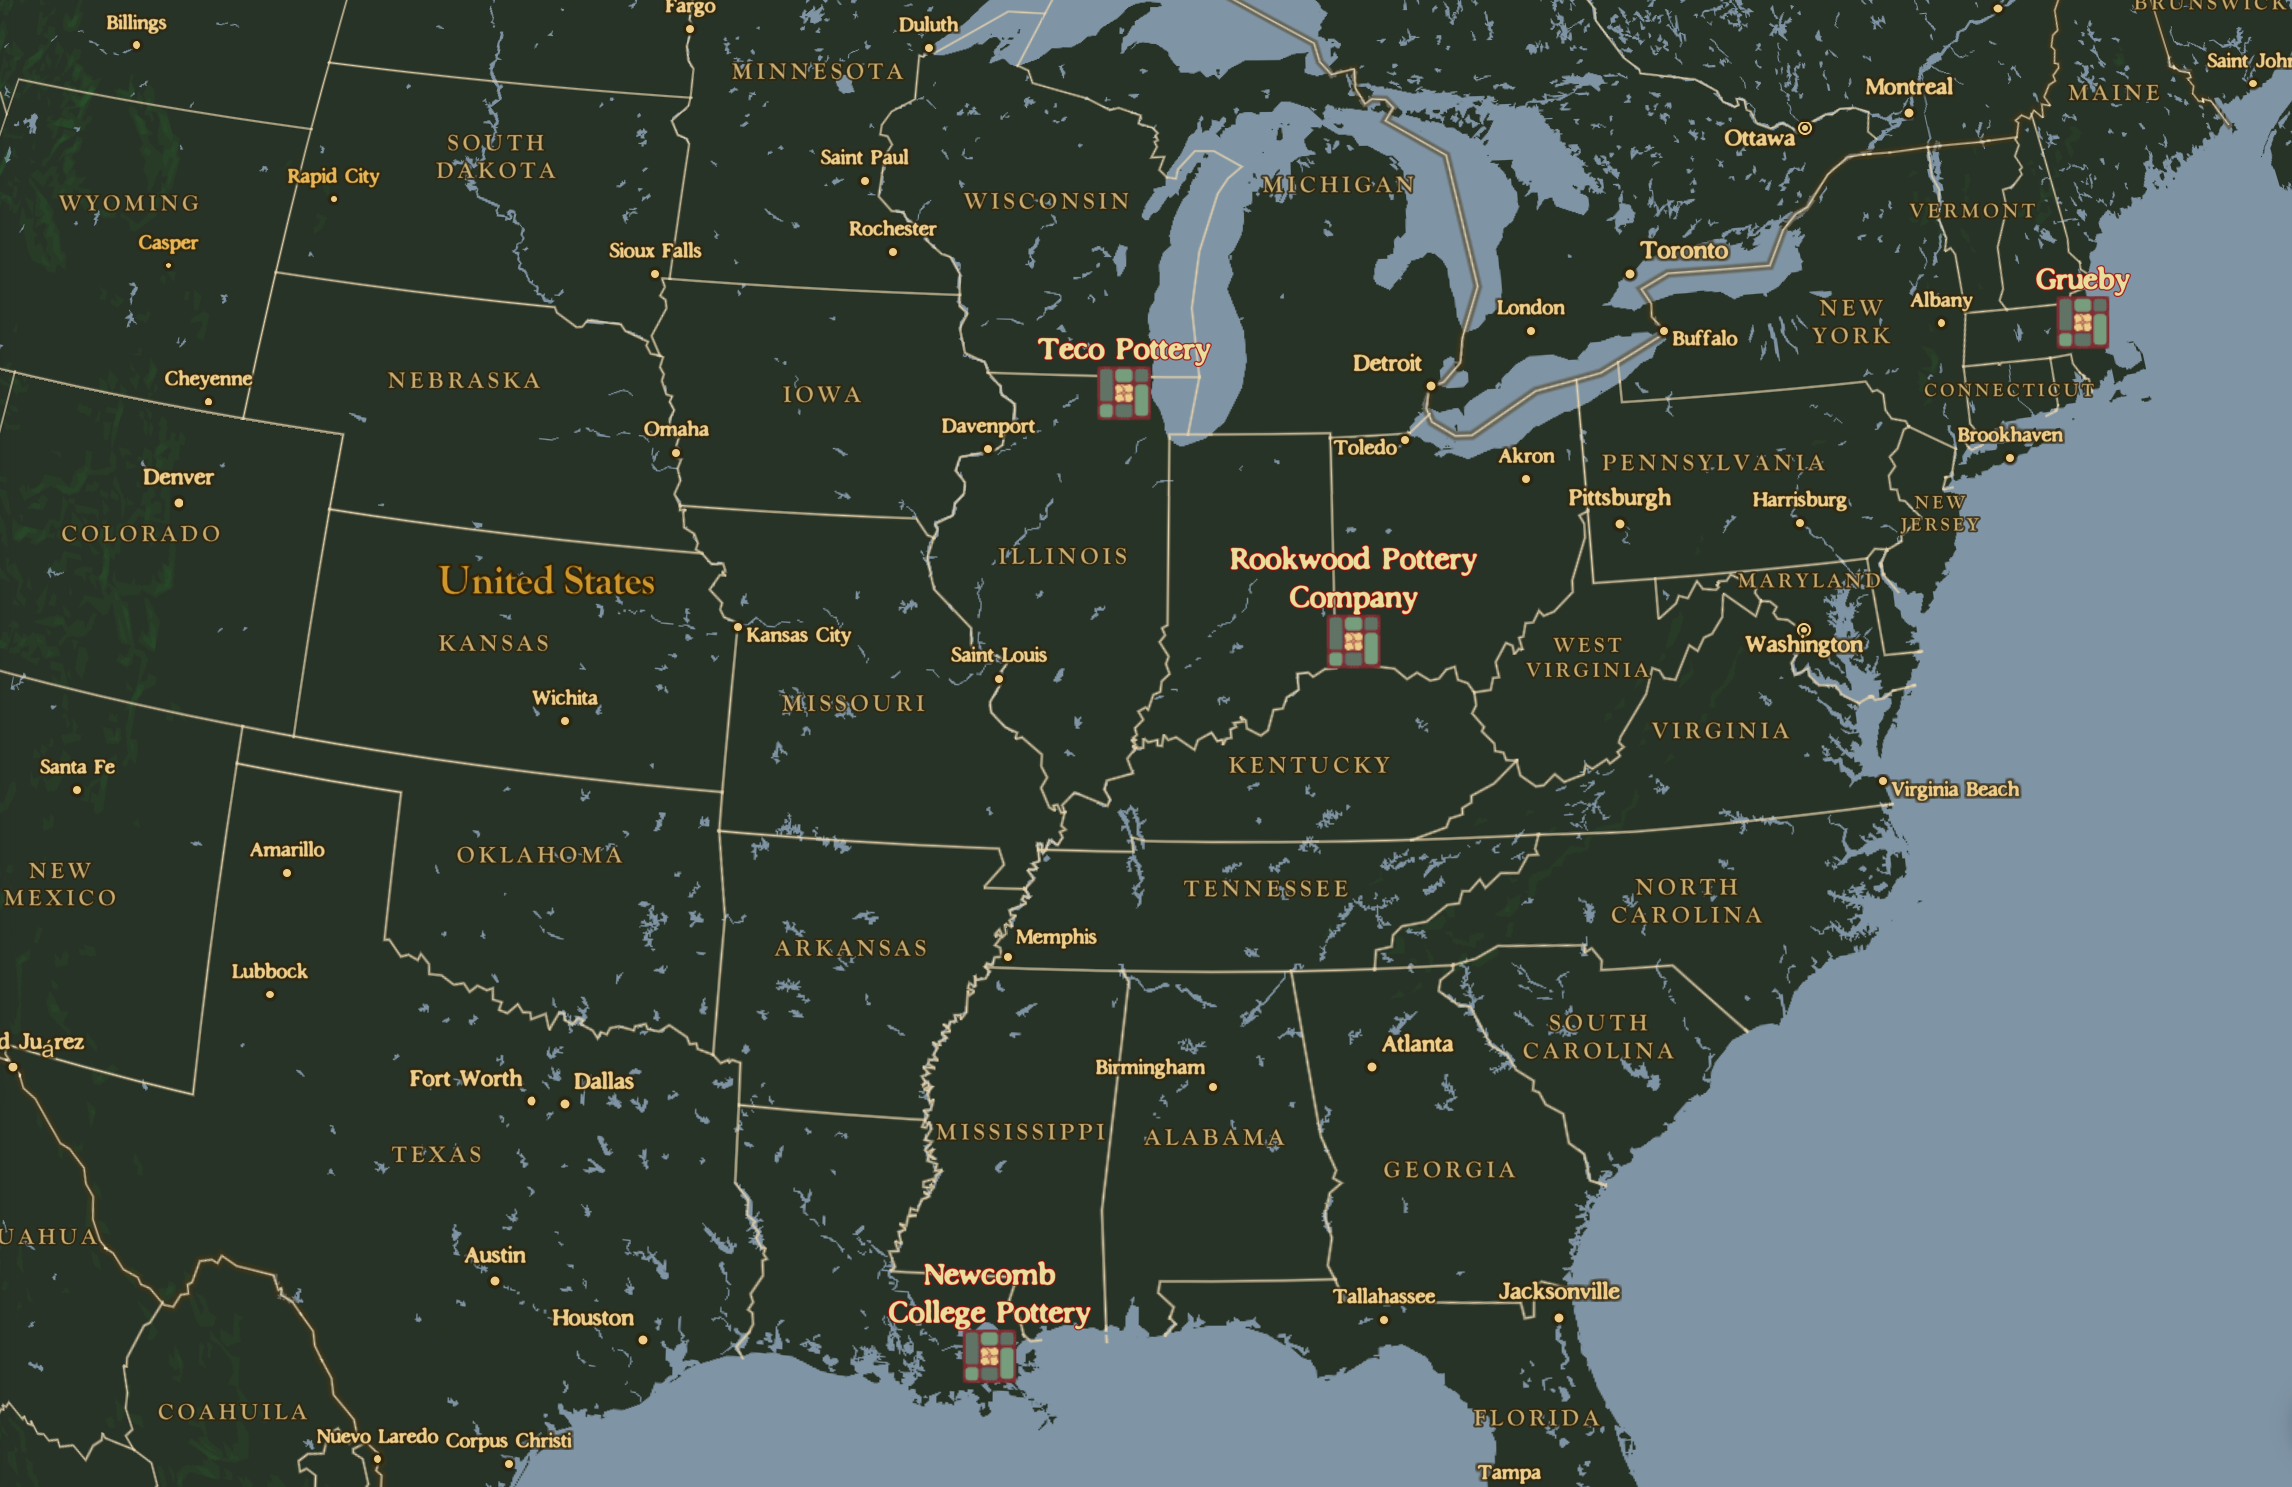 Billings
Fargo
Duluth
BRUNSWICK
Saint John
MINNESOTA
Montreal
MAINE
Ottawa
SOUTH
DAKOTA
Saint Paul
Rapid City
WISCONSIN
MICHIGAN
WYOMING
VERMONT
Rochester
Casper
Sioux Falls
Toronto
Grueby
London
NEW
YORK
Albany
Buffalo
Teco Pottery
Detroit
Cheyenne
NEBRASKA
IOWA
CONNECTICUT
Omaha
Davenport
Toledo
Brookhaven
Akron
PENNSYLVANIA
Denver
Pittsburgh
Harrisburg
NEW
JERSEY
COLORADO
ILLINOIS
Rookwood Pottery
Company
United States
MARYLAND
KANSAS
Kansas City
Saint Louis
WEST
VIRGINIA
Washington
Wichita
MISSOURI
VIRGINIA
Santa Fe
KENTUCKY
Virginia Beach
Amarillo
OKLAHOMA
NEW
MEXICO
TENNESSEE
NORTH
CAROLINA
Memphis
ARKANSAS
Lubbock
SOUTH
CAROLINA
d Juárez
Atlanta
Birmingham
Fort Worth
Dallas
MISSISSIPPI
ALABAMA
TEXAS
GEORGIA
UAHUA
Austin
Newcomb
College Pottery
Tallahassee
Jacksonville
Houston
COAHUILA
FLORIDA
Nuevo Laredo
Corpus Christi
Tampa